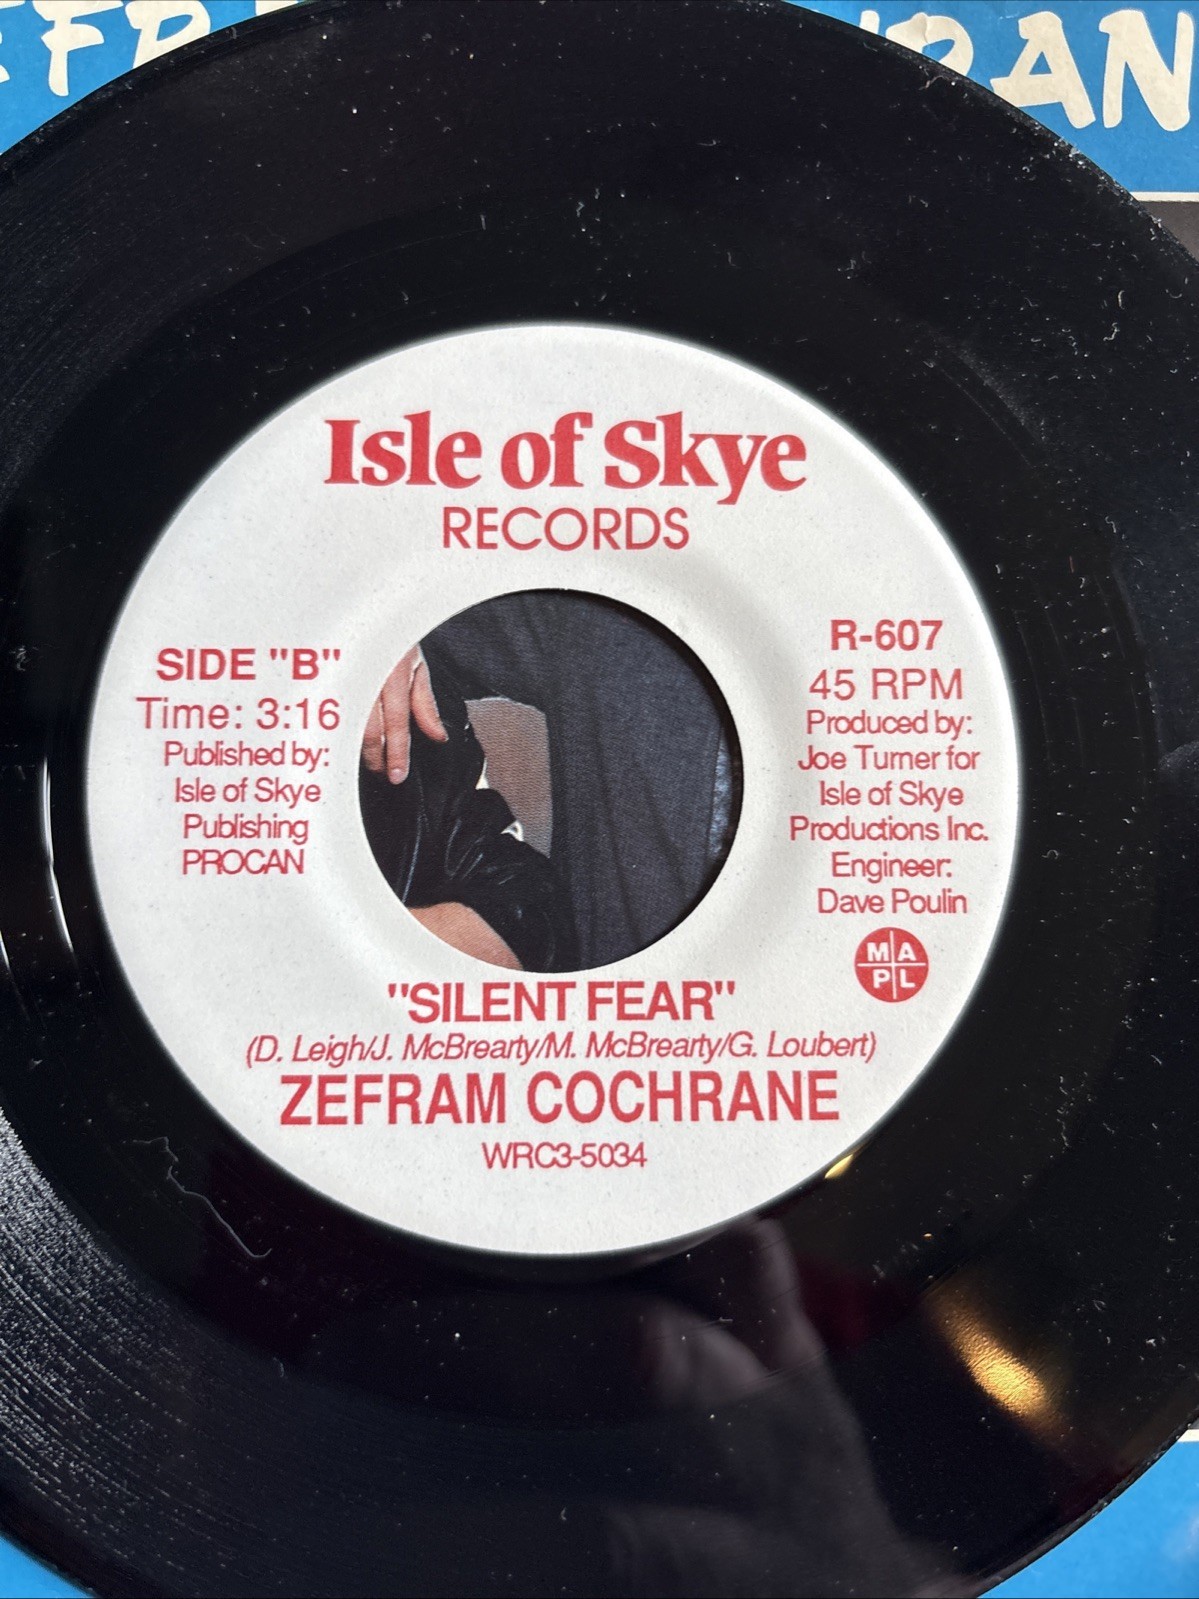 Isle of Skye
RECORDS
SIDE "B"
Time: 3:16
Published by:
Isle of Skye
Publishing
PROCAN
R-607
45 RPM
Produced by:
Joe Turner for
Isle of Skye
Productions Inc.
Engineer:
Dave Poulin
M A
P L
"SILENT FEAR"
(D. Leigh/J. McBrearty/M. McBrearty/G. Loubert)
ZEFRAM COCHRANE
WRC3-5034